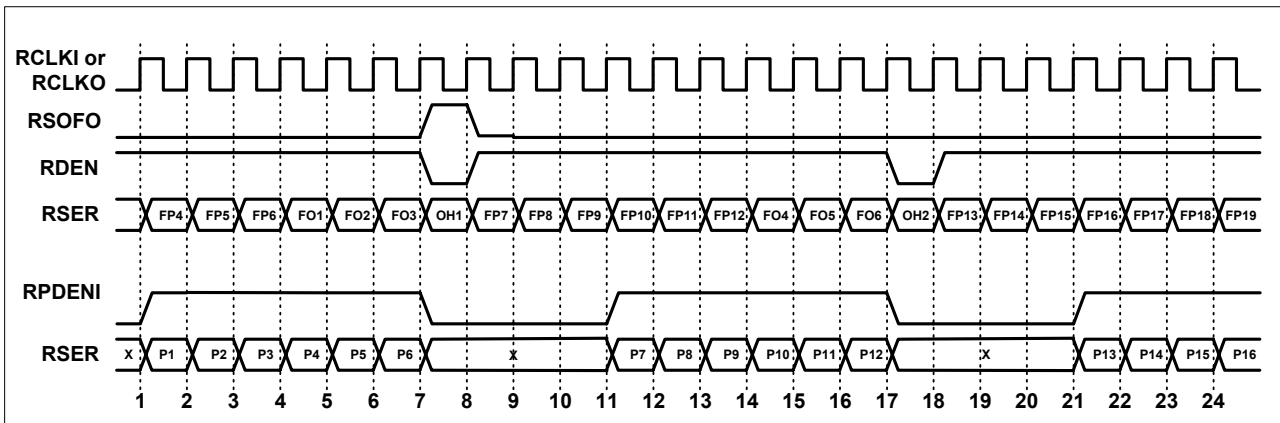 RCLKI or
RCLKO
RSOFO
RDEN
RSER FP4 FP5 FP6 FO1 FO2 FO3 OH1 FP7 FP8 FP9 FP10 FP11 FP12 FO4 FO5 FO6 OH2 FP13 FP14 FP15 FP16 FP17 FP18 FP19
RPDENI
RSER X P1 P2 P3 P4 P5 P6 X P7 P8 P9 P10 P11 P12 X P13 P14 P15 P16
1 2 3 4 5 6 7 8 9 10 11 12 13 14 15 16 17 18 19 20 21 22 23 24